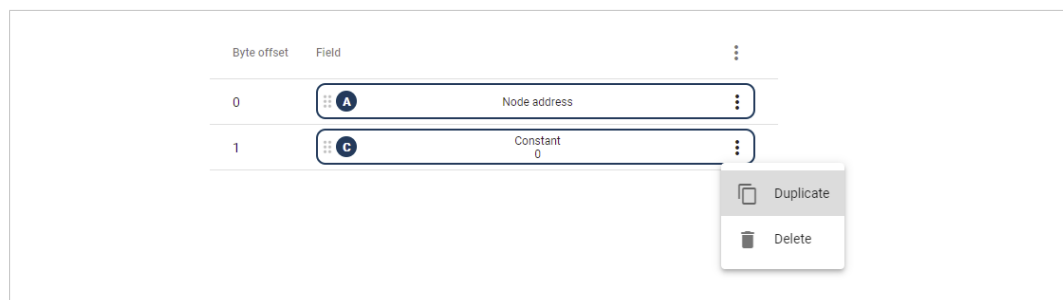 Byte offset Field
0 A Node address
1 C Constant
0
Duplicate
Delete